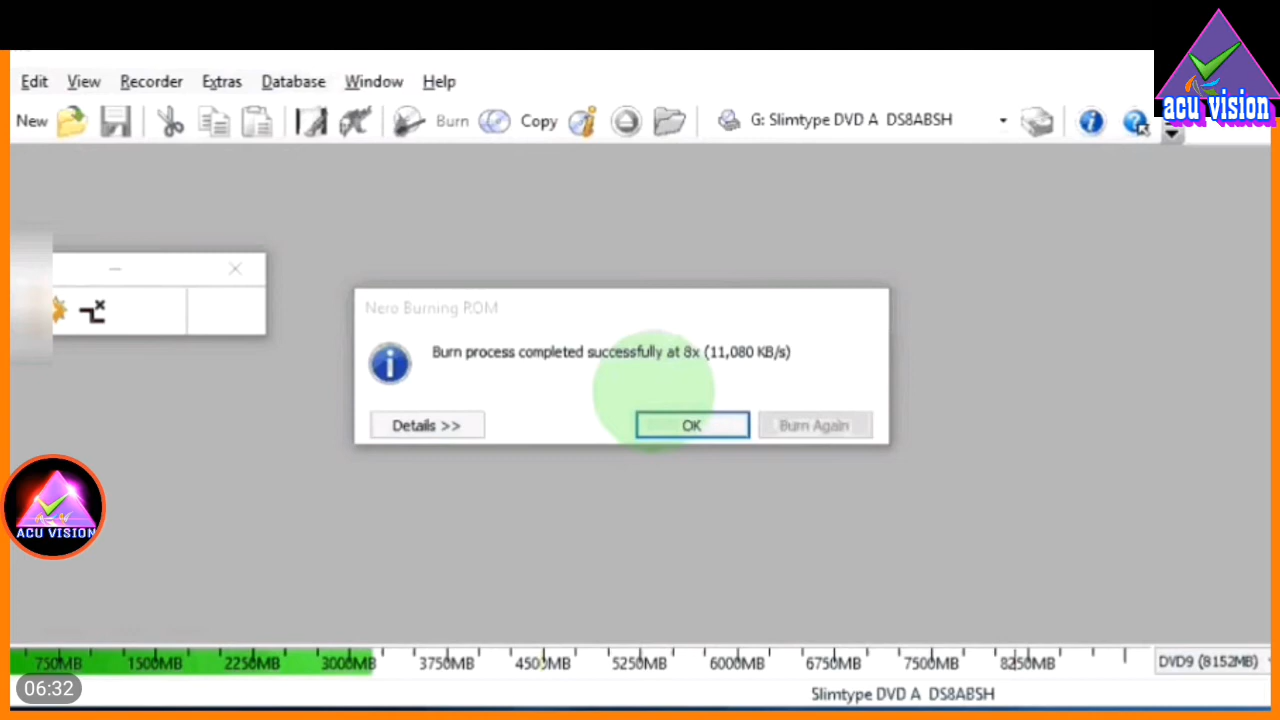 Edit View Recorder Extras Database Window Help
acu vision
New Burn Copy G: Slimtype DVD A DS8ABSH
Nero Burning ROM
Burn process completed successfully at 8x (11,080 KB/s)
Details >> OK Burn Again
ACU VISION
750MB 1500MB 2250MB 3000MB 3750MB 4500MB 5250MB 6000MB 6750MB 7500MB 8250MB DVD9 (8152MB)
06:32
Slimtype DVD A DS8ABSH